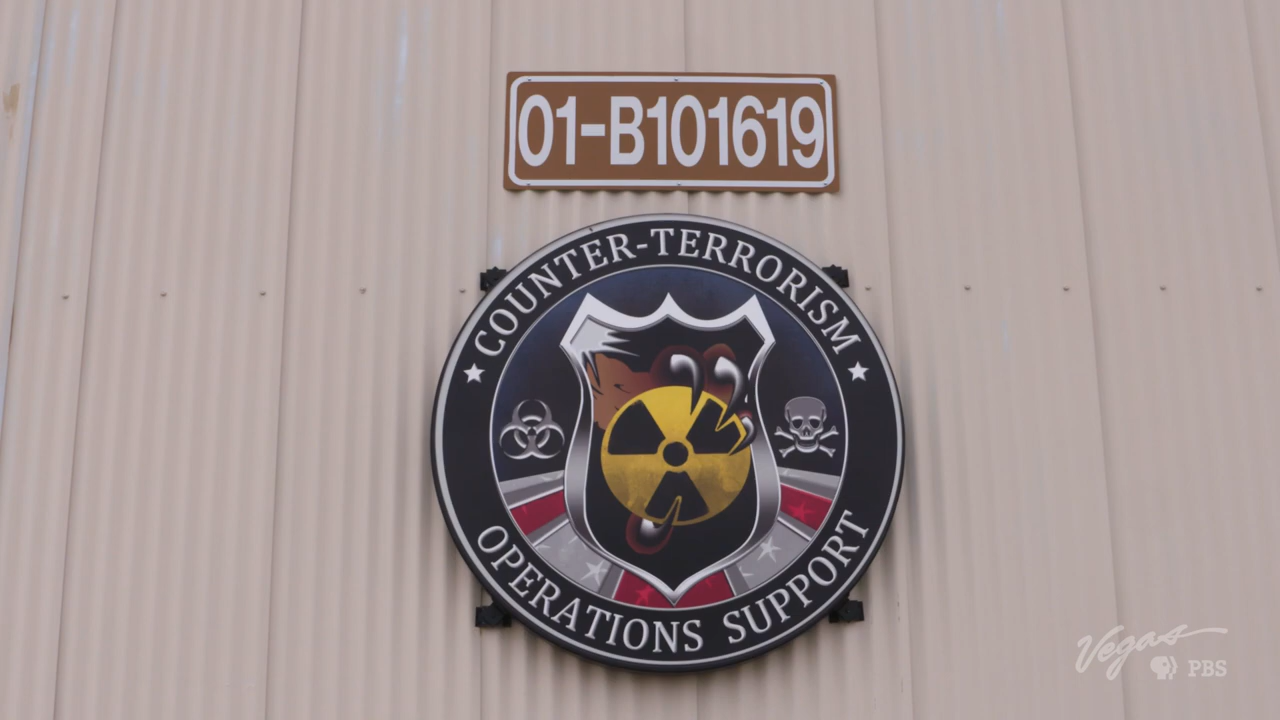 01-B101619
COUNTER-TERRORISM
OPERATIONS SUPPORT
Vegas
PBS